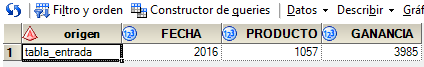 Filtro y orden Constructor de queries Datos Describir Gráf
origen FECHA PRODUCTO GANANCIA
1 tabla_entrada 2016 1057 3985